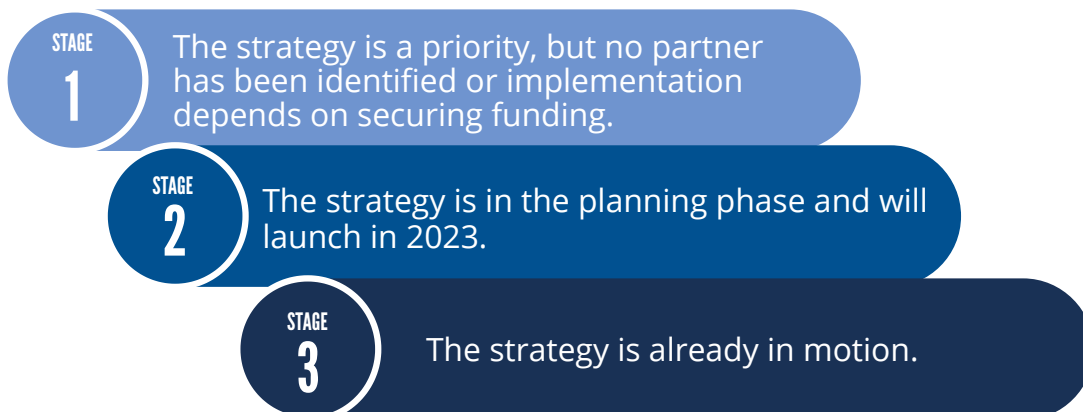 STAGE
1
The strategy is a priority, but no partner
has been identified or implementation
depends on securing funding.
STAGE
2
The strategy is in the planning phase and will
launch in 2023.
STAGE
3
The strategy is already in motion.